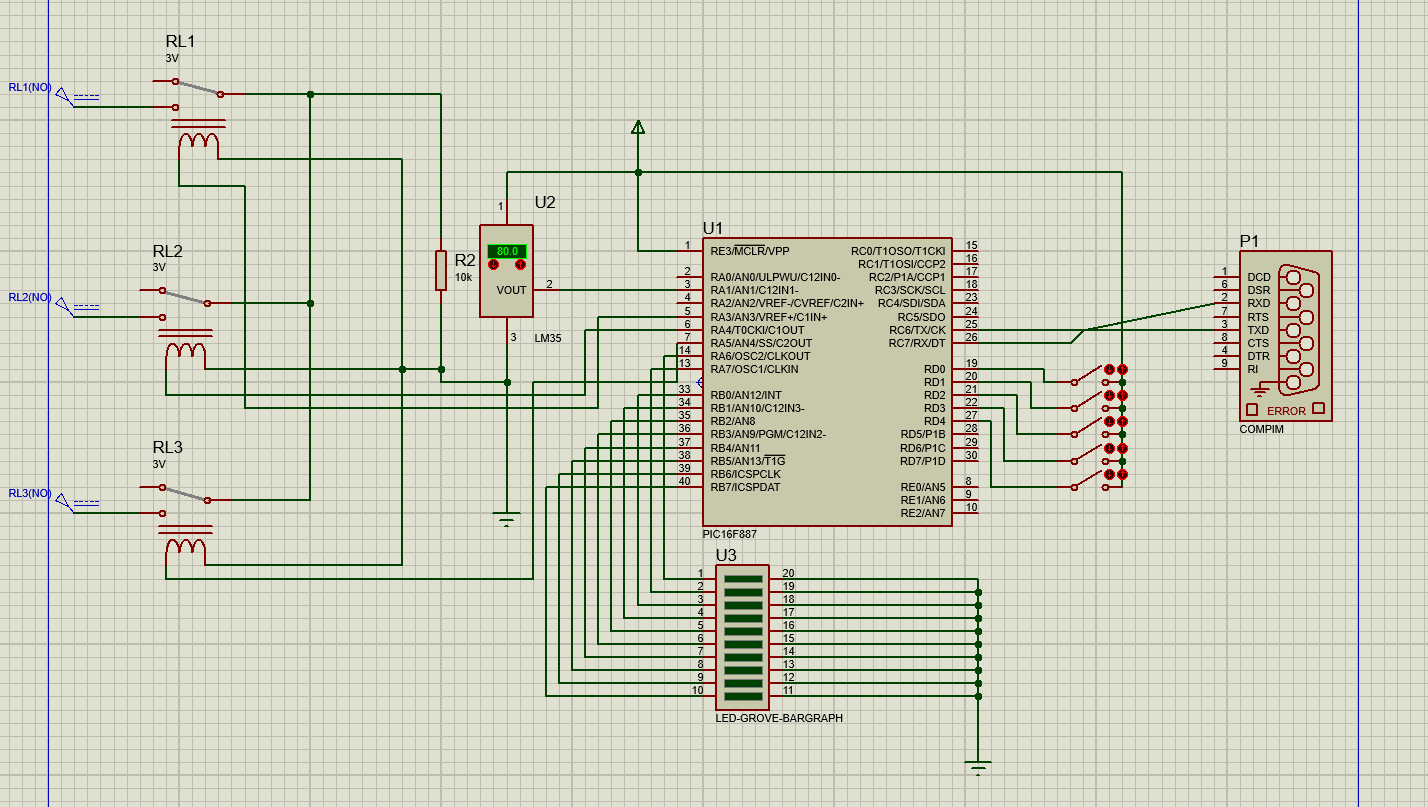 RL1
3V
RL1(NO)
RL2
3V
RL2(NO)
RL3
3V
RL3(NO)
R2
10k
U2
1
80.0
VOUT
2
3
LM35
U1
1 RE3/MCLR/VPP
2 RA0/AN0/ULPWU/C12IN0-
3 RA1/AN1/C12IN1-
4 RA2/AN2/VREF-/CVREF/C2IN+
5 RA3/AN3/VREF+/C1IN+
6 RA4/T0CKI/C1OUT
7 RA5/AN4/SS/C2OUT
14 RA6/OSC2/CLKOUT
13 RA7/OSC1/CLKIN
33 RB0/AN12/INT
34 RB1/AN10/C12IN3-
35 RB2/AN8
36 RB3/AN9/PGM/C12IN2-
37 RB4/AN11
38 RB5/AN13/T1G
39 RB6/ICSPCLK
40 RB7/ICSPDAT
RC0/T1OSO/T1CKI 15
RC1/T1OSI/CCP2 16
RC2/P1A/CCP1 17
RC3/SCK/SCL 18
RC4/SDI/SDA 23
RC5/SDO 24
RC6/TX/CK 25
RC7/RX/DT 26
RD0 19
RD1 20
RD2 21
RD3 22
RD4 27
RD5/P1B 28
RD6/P1C 29
RD7/P1D 30
RE0/AN5 8
RE1/AN6 9
RE2/AN7 10
PIC16F887
P1
1 DCD
6 DSR
2 RXD
7 RTS
3 TXD
8 CTS
4 DTR
9 RI
ERROR
COMPIM
U3
1 20
2 19
3 18
4 17
5 16
6 15
7 14
8 13
9 12
10 11
LED-GROVE-BARGRAPH